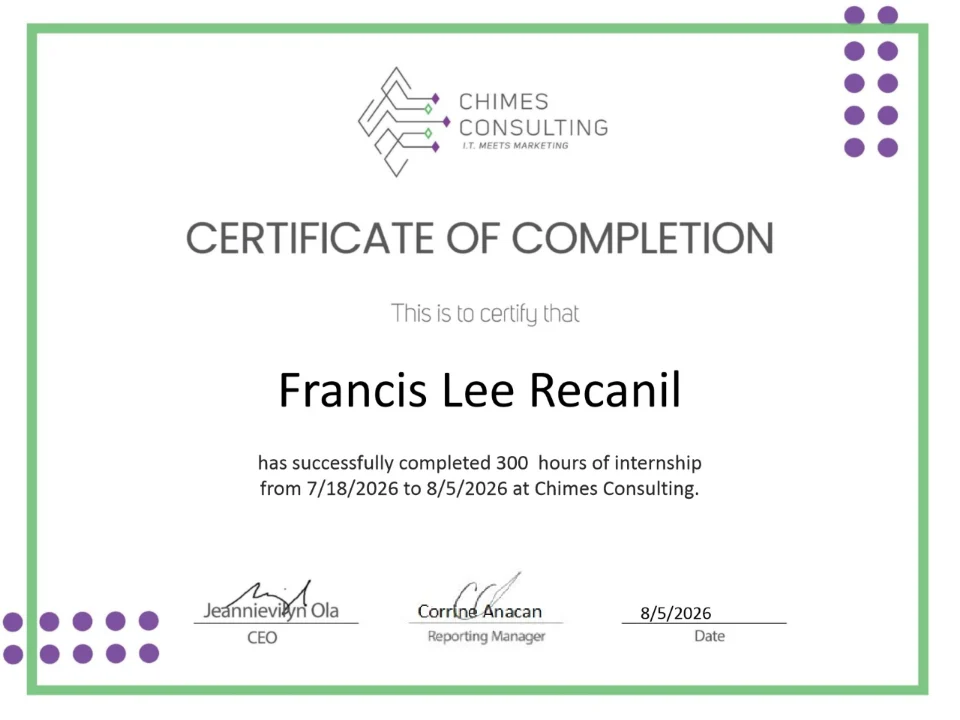 CHIMES
CONSULTING
I.T. MEETS MARKETING
CERTIFICATE OF COMPLETION
This is to certify that
Francis Lee Recanil
has successfully completed 300  hours of internship
from 7/18/2026 to 8/5/2026 at Chimes Consulting.
Jeannievilyn Ola
CEO
Corrine Anacan
Reporting Manager
8/5/2026
Date